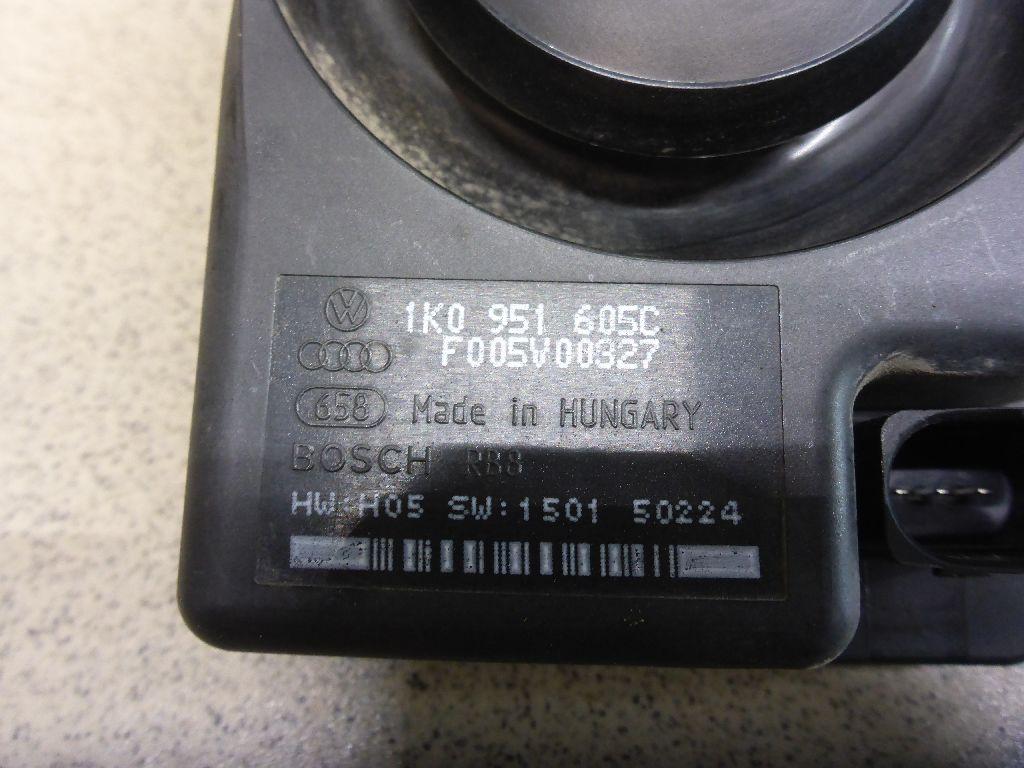 1K0 951 605C
F005V00327
658 Made in HUNGARY
BOSCH RB8
HW:H05 SW:1501 50224